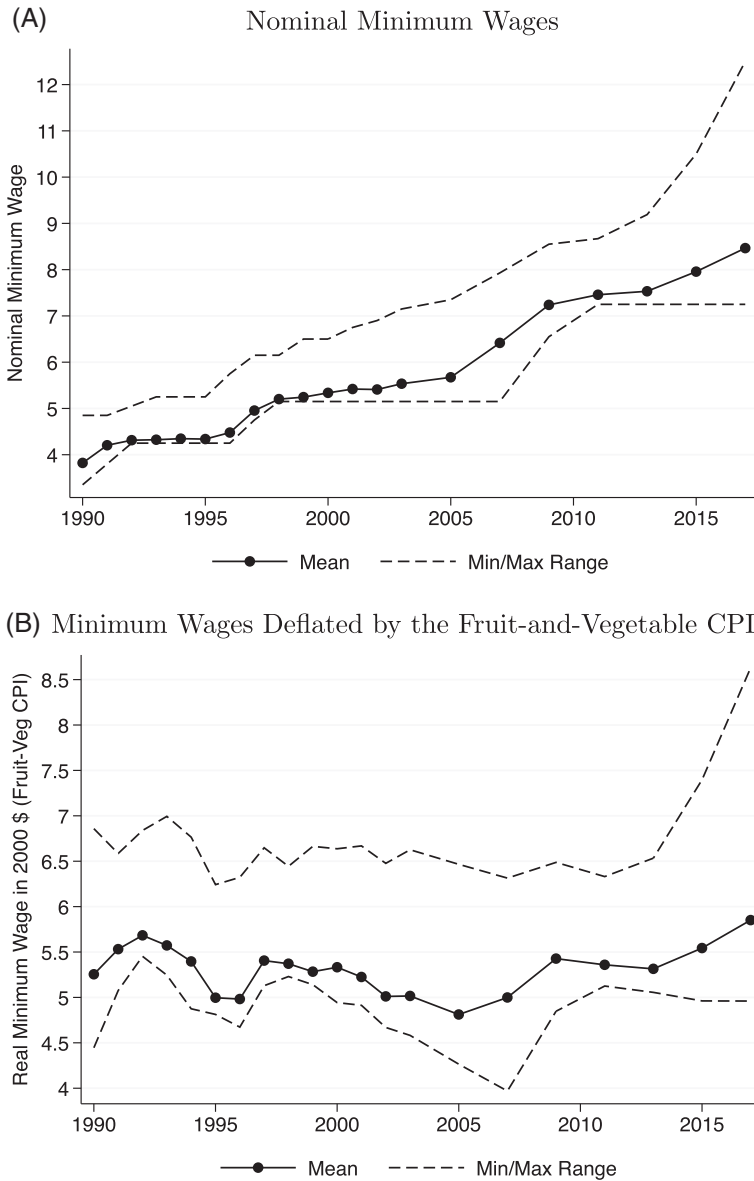 (A) Nominal Minimum Wages
Nominal Minimum Wage
12
11
10
9
8
7
6
5
4
1990 1995 2000 2005 2010 2015
Mean Min/Max Range
(B) Minimum Wages Deflated by the Fruit-and-Vegetable CPI
Real Minimum Wage in 2000 $ (Fruit-Veg CPI)
8.5
8
7.5
7
6.5
6
5.5
5
4.5
4
1990 1995 2000 2005 2010 2015
Mean Min/Max Range